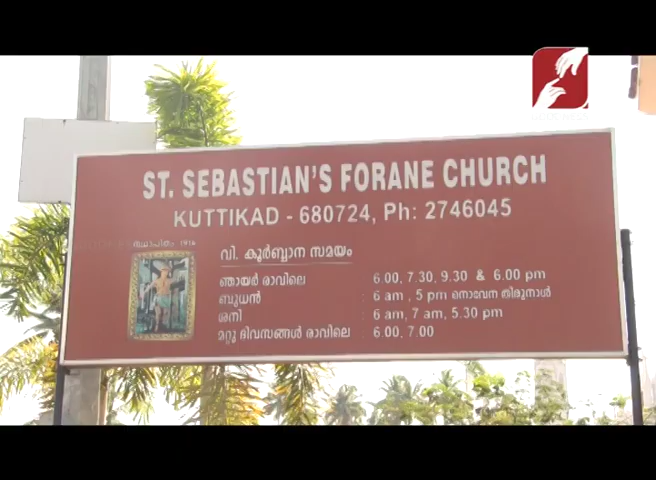 ST. SEBASTIAN'S FORANE CHURCH
KUTTIKAD - 680724, Ph: 2746045
സ്ഥാപിതം 1916
വി. കുർബ്ബാന സമയം
ഞായർ രാവിലെ : 6.00, 7.30, 9.30 & 6.00 pm
ബുധൻ : 6 am, 5 pm നൊവേന തിരുനാൾ
ശനി : 6 am, 7 am, 5.30 pm
മറ്റു ദിവസങ്ങൾ രാവിലെ : 6.00, 7.00